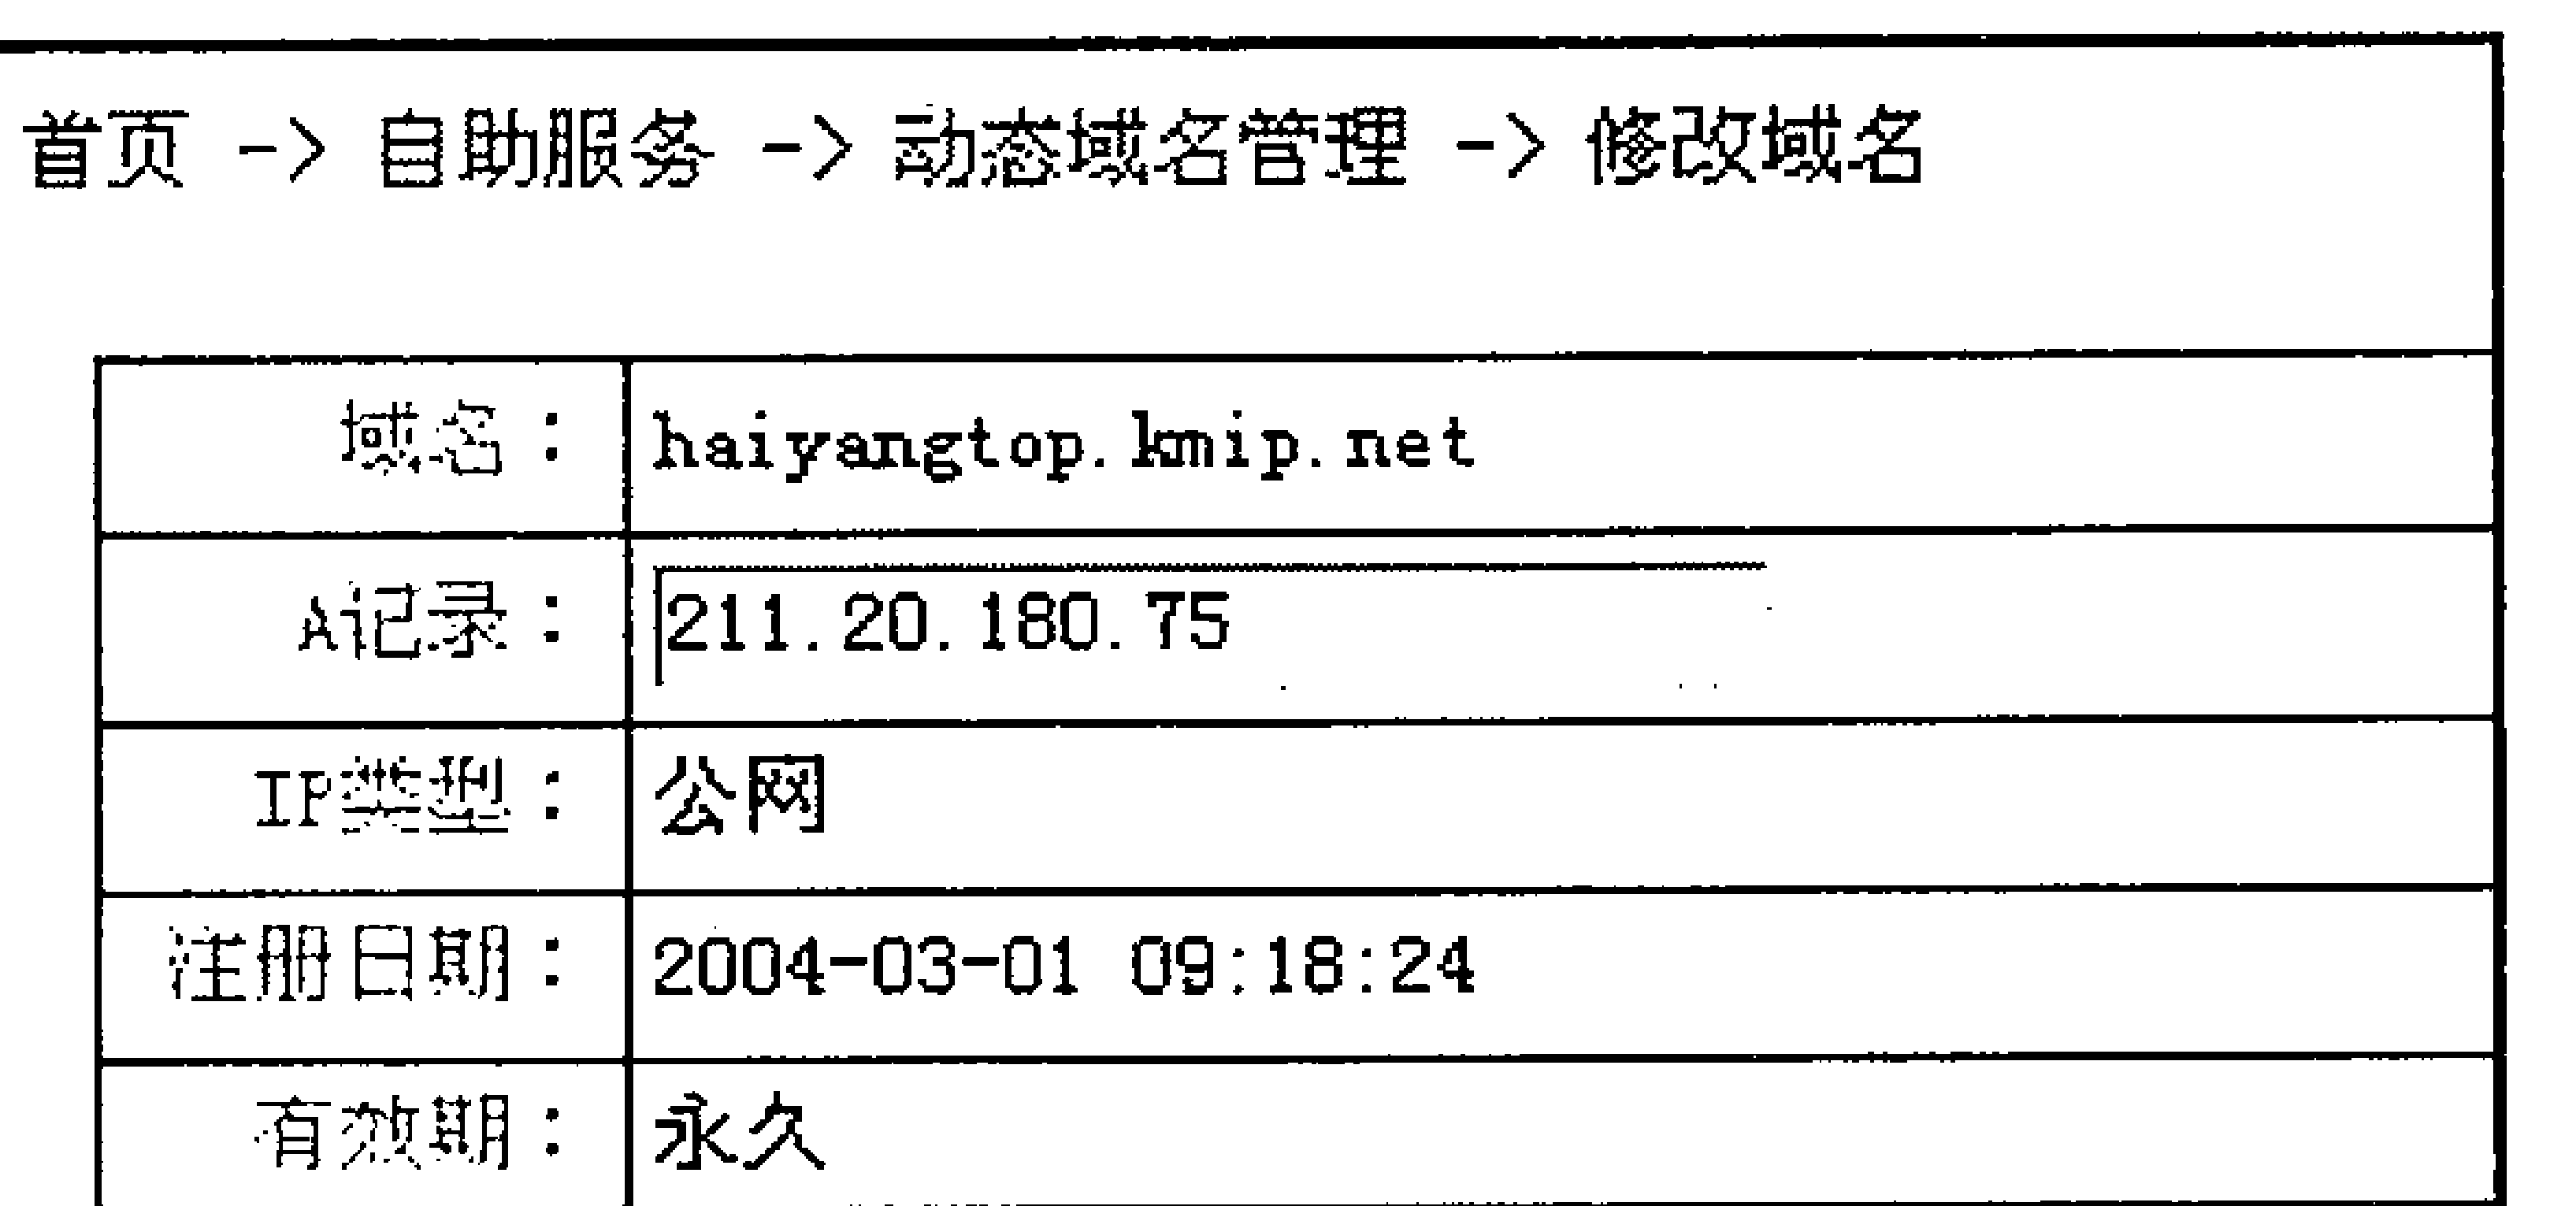 首页 -> 自助服务 -> 动态域名管理 -> 修改域名
域名： haiyangtop.kmip.net
A记录： 211.20.180.75
IP类型： 公网
注册日期： 2004-03-01 09:18:24
有效期： 永久